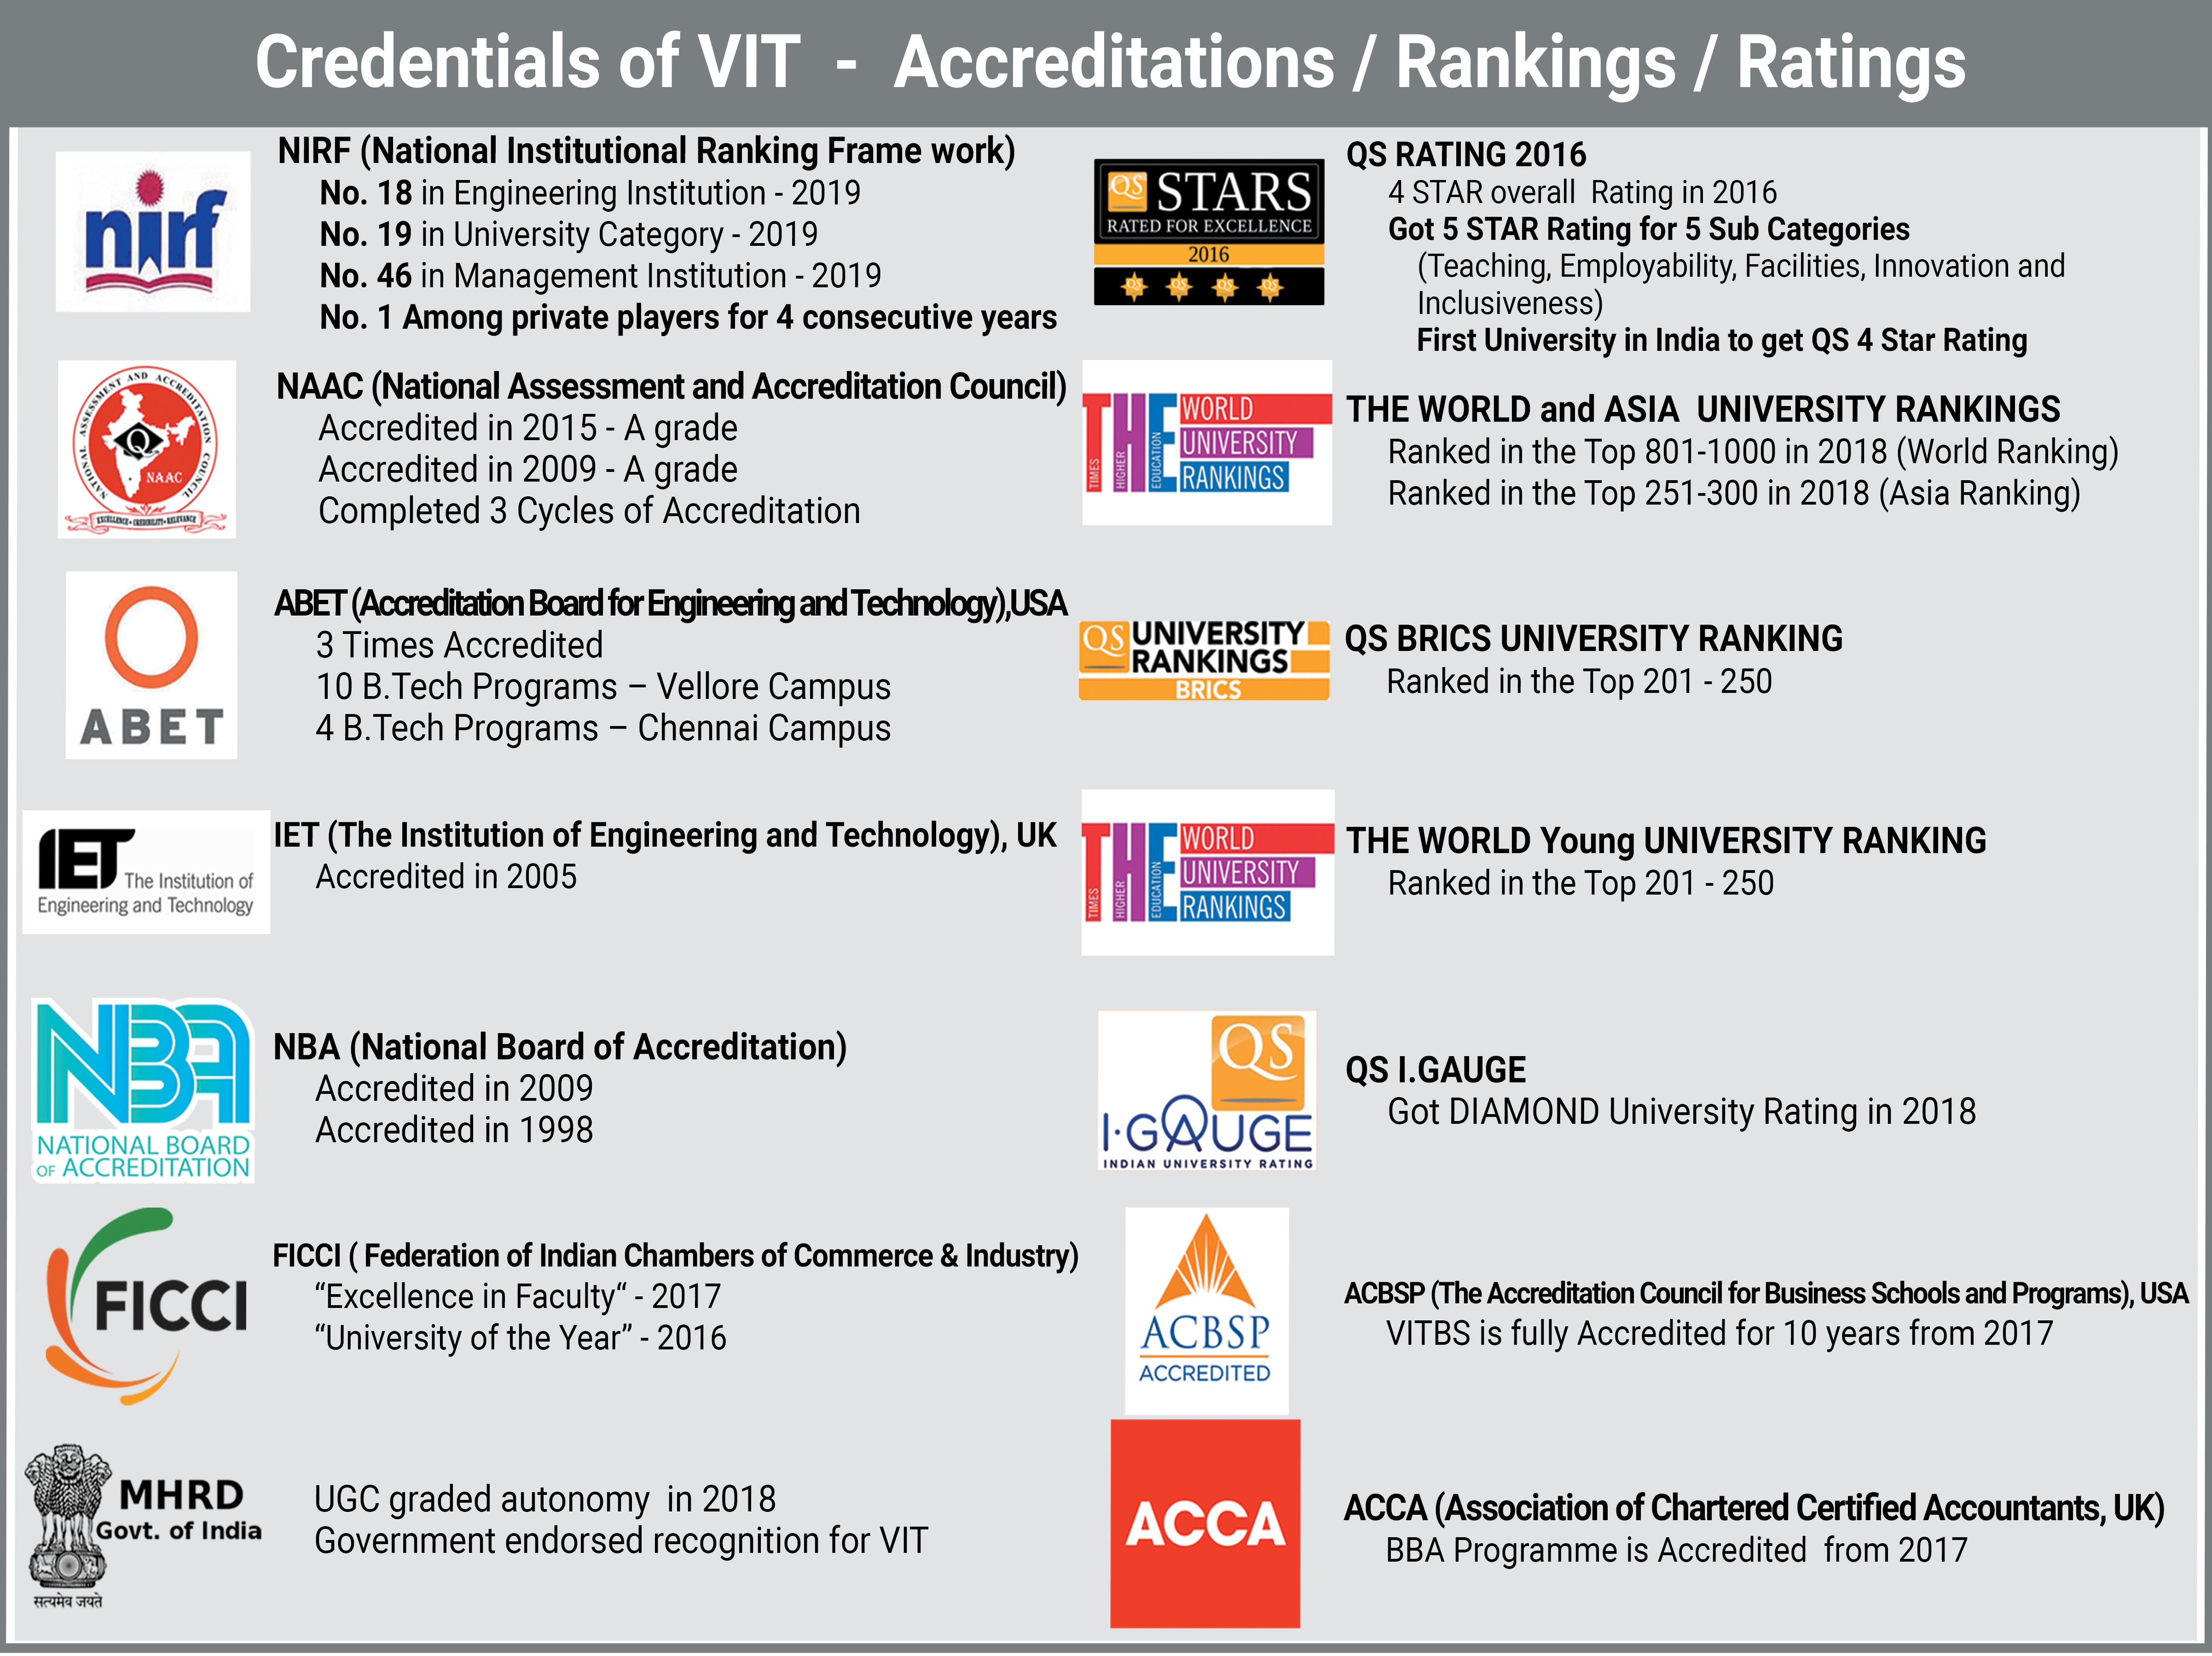 Credentials of VIT - Accreditations / Rankings / Ratings
nirf
NIRF (National Institutional Ranking Frame work)
No. 18 in Engineering Institution - 2019
No. 19 in University Category - 2019
No. 46 in Management Institution - 2019
No. 1 Among private players for 4 consecutive years
NATIONAL ASSESSMENT AND ACCREDITATION COUNCIL
Q
NAAC
EXCELLENCE • CREDIBILITY • RELEVANCE
NAAC (National Assessment and Accreditation Council)
Accredited in 2015 - A grade
Accredited in 2009 - A grade
Completed 3 Cycles of Accreditation
ABET
ABET (Accreditation Board for Engineering and Technology),USA
3 Times Accredited
10 B.Tech Programs – Vellore Campus
4 B.Tech Programs – Chennai Campus
IET The Institution of
Engineering and Technology
IET (The Institution of Engineering and Technology), UK
Accredited in 2005
NBA
NATIONAL BOARD
OF ACCREDITATION
NBA (National Board of Accreditation)
Accredited in 2009
Accredited in 1998
FICCI
FICCI ( Federation of Indian Chambers of Commerce & Industry)
“Excellence in Faculty“ - 2017
“University of the Year” - 2016
MHRD
Govt. of India
सत्यमेव जयते
UGC graded autonomy in 2018
Government endorsed recognition for VIT
QS STARS
RATED FOR EXCELLENCE
2016
QS QS QS QS
QS RATING 2016
4 STAR overall Rating in 2016
Got 5 STAR Rating for 5 Sub Categories
(Teaching, Employability, Facilities, Innovation and
Inclusiveness)
First University in India to get QS 4 Star Rating
THE
TIMES HIGHER EDUCATION
WORLD
UNIVERSITY
RANKINGS
THE WORLD and ASIA UNIVERSITY RANKINGS
Ranked in the Top 801-1000 in 2018 (World Ranking)
Ranked in the Top 251-300 in 2018 (Asia Ranking)
QS UNIVERSITY
RANKINGS
BRICS
QS BRICS UNIVERSITY RANKING
Ranked in the Top 201 - 250
THE
TIMES HIGHER EDUCATION
WORLD
UNIVERSITY
RANKINGS
THE WORLD Young UNIVERSITY RANKING
Ranked in the Top 201 - 250
QS
I·GAUGE
INDIAN UNIVERSITY RATING
QS I.GAUGE
Got DIAMOND University Rating in 2018
ACBSP
ACCREDITED
ACBSP (The Accreditation Council for Business Schools and Programs), USA
VITBS is fully Accredited for 10 years from 2017
ACCA
ACCA (Association of Chartered Certified Accountants, UK)
BBA Programme is Accredited from 2017